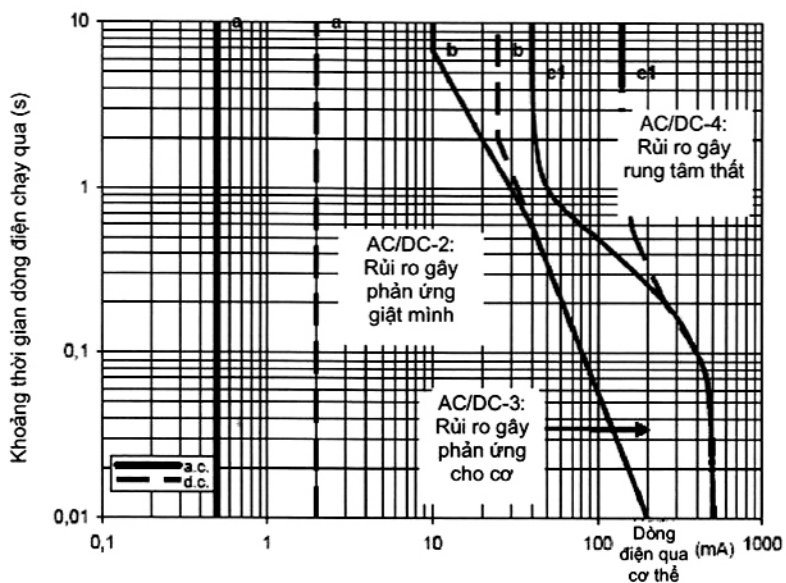 10
1
0,1
0,01
Khoảng thời gian dòng điện chạy qua (s)
a
a
b
b
c1
c1
AC/DC-4:
Rủi ro gây
rung tâm thất
AC/DC-2:
Rủi ro gây
phản ứng
giật mình
AC/DC-3:
Rủi ro gây
phản ứng
cho cơ
a.c.
d.c.
0,1
1
10
100
1000
Dòng
điện qua
cơ thể
(mA)